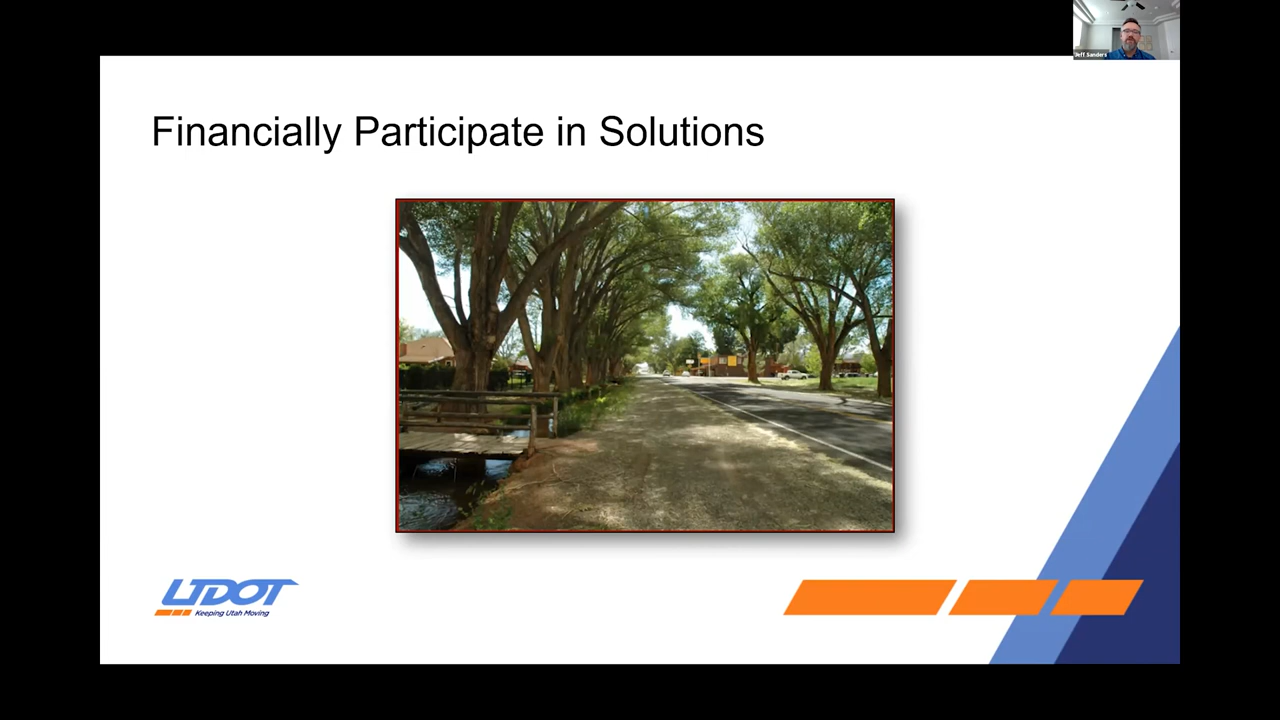 Jeff Sanders
Financially Participate in Solutions
UDOT
Keeping Utah Moving